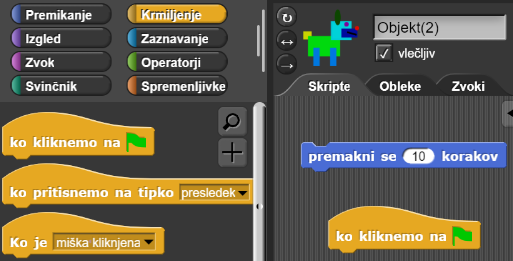 Premikanje
Krmiljenje
Izgled
Zaznavanje
Zvok
Operatorji
Svinčnik
Spremenljivke
ko kliknemo na
ko pritisnemo na tipko presledek
Ko je miška kliknjena
Objekt(2)
vlečljiv
Skripte
Obleke
Zvoki
premakni se 10 korakov
ko kliknemo na